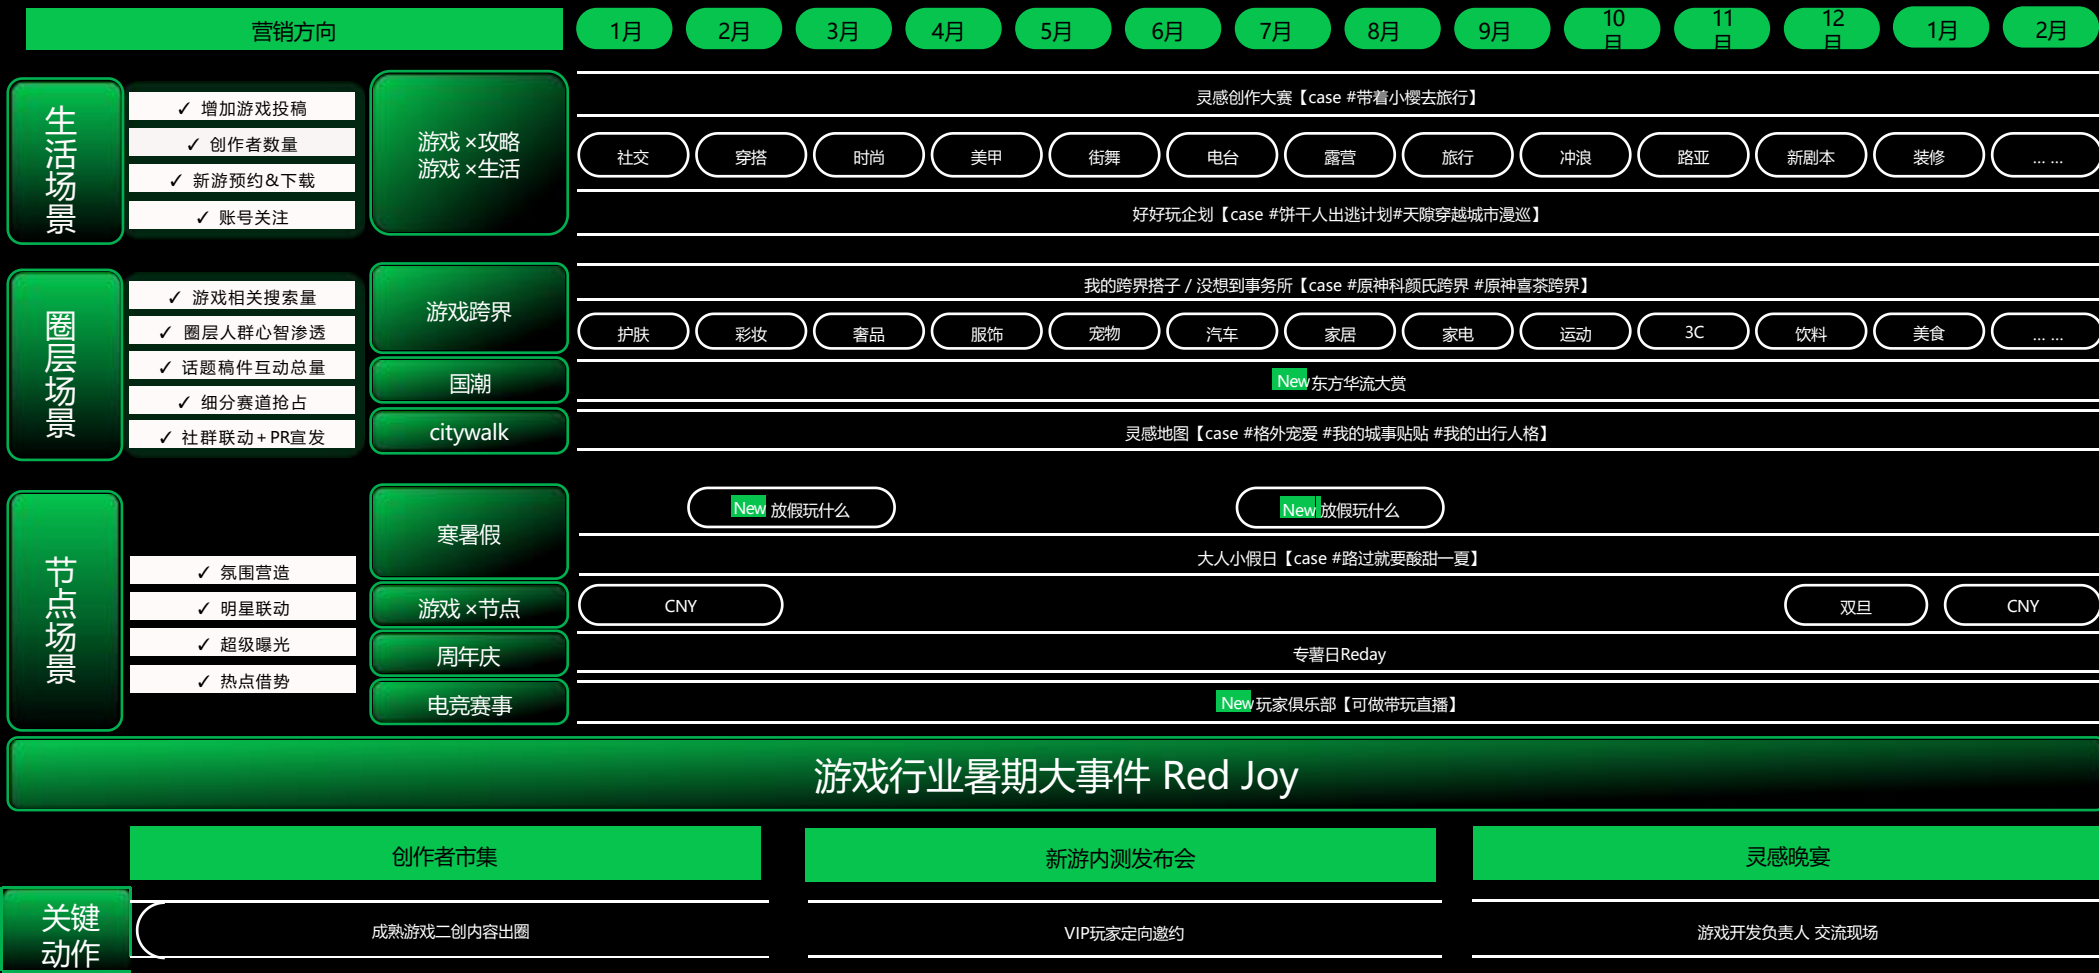 营销方向
1月
2月
3月
4月
5月
6月
7月
8月
9月
10月
11月
12月
1月
2月
生活场景
✓ 增加游戏投稿
✓ 创作者数量
✓ 新游预约&下载
✓ 账号关注
游戏 ×攻略
游戏 ×生活
灵感创作大赛【case #带着小樱去旅行】
社交
穿搭
时尚
美甲
街舞
电台
露营
旅行
冲浪
路亚
新剧本
装修
... ...
好好玩企划【case #饼干人出逃计划#天隙穿越城市漫巡】
圈层场景
✓ 游戏相关搜索量
✓ 圈层人群心智渗透
✓ 话题稿件互动总量
✓ 细分赛道抢占
✓ 社群联动+PR宣发
游戏跨界
我的跨界搭子 / 没想到事务所【case #原神科颜氏跨界 #原神喜茶跨界】
护肤
彩妆
奢品
服饰
宠物
汽车
家居
家电
运动
3C
饮料
美食
... ...
国潮
New东方华流大赏
citywalk
灵感地图【case #格外宠爱 #我的城事贴贴 #我的出行人格】
节点场景
✓ 氛围营造
✓ 明星联动
✓ 超级曝光
✓ 热点借势
寒暑假
New 放假玩什么
New 放假玩什么
大人小假日【case #路过就要酸甜一夏】
游戏 ×节点
CNY
双旦
CNY
周年庆
专薯日Reday
电竞赛事
New玩家俱乐部【可做带玩直播】
游戏行业暑期大事件 Red Joy
创作者市集
新游内测发布会
灵感晚宴
关键
动作
成熟游戏二创内容出圈
VIP玩家定向邀约
游戏开发负责人 交流现场